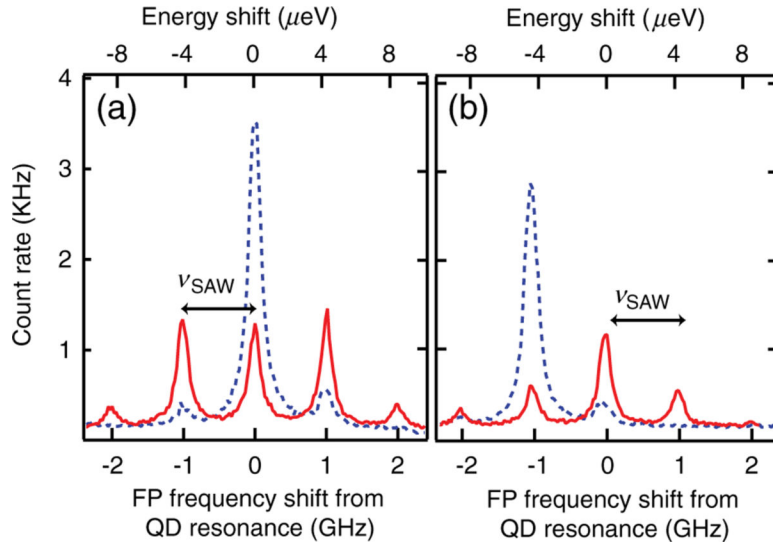 Energy shift (μeV)
Energy shift (μeV)
-8 -4 0 4 8
-8 -4 0 4 8
4
(a)
(b)
3
Count rate (KHz)
2
νSAW
νSAW
1
-2 -1 0 1 2
-2 -1 0 1 2
FP frequency shift from
QD resonance (GHz)
FP frequency shift from
QD resonance (GHz)